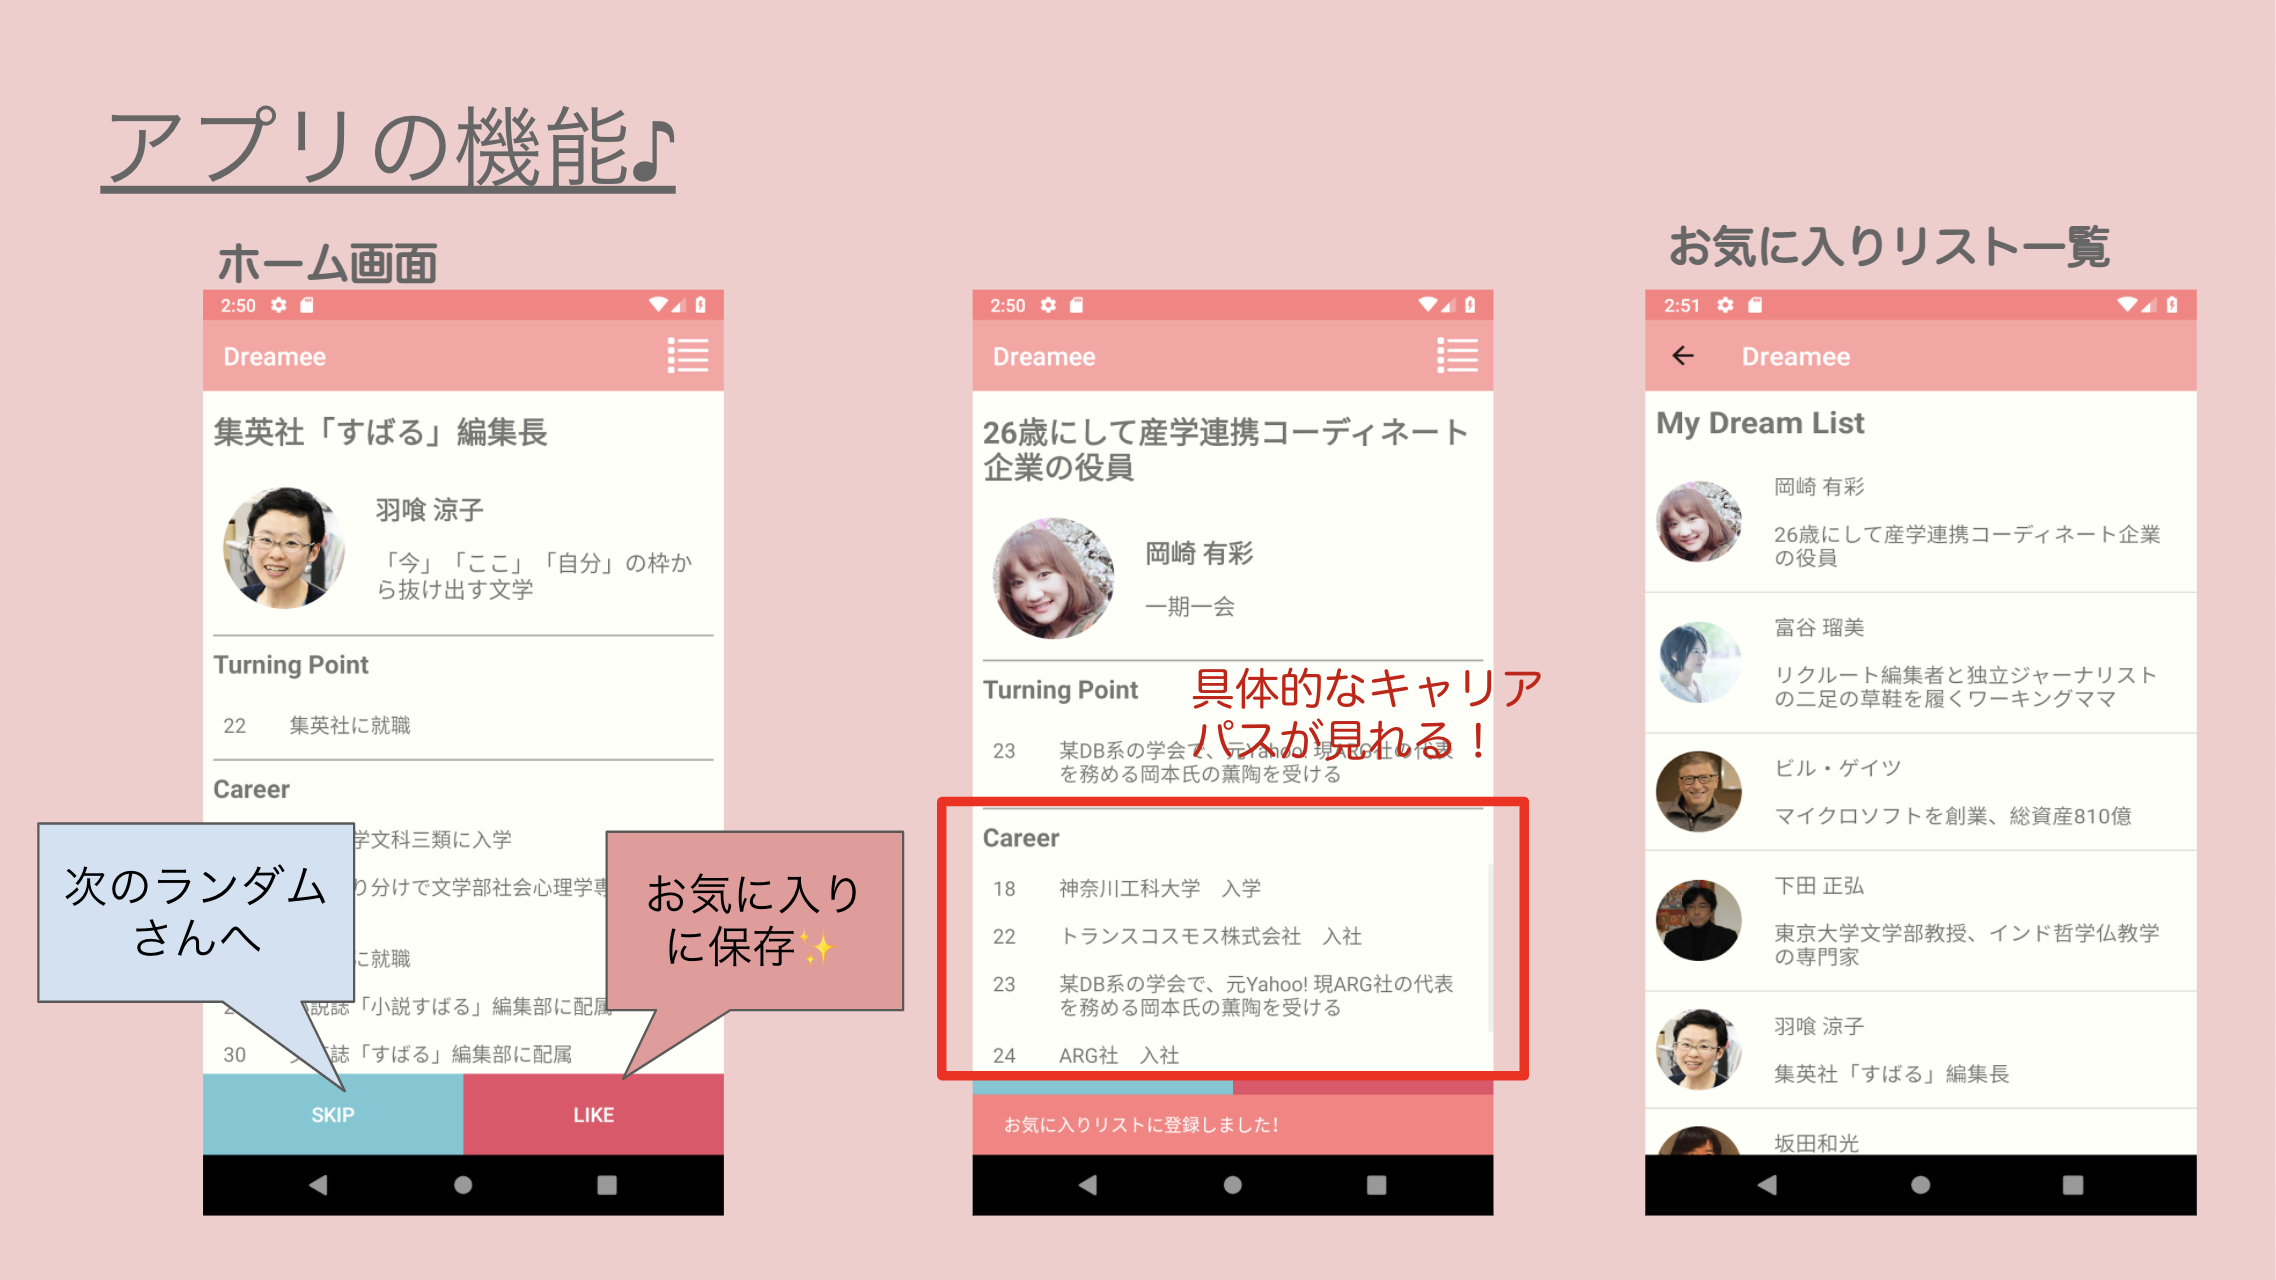 アプリの機能♪
ホーム画面
2:50
Dreamee
集英社「すばる」編集長
羽喰 涼子
「今」「ここ」「自分」の枠か
ら抜け出す文学
Turning Point
22 集英社に就職
Career
学文科三類に入学
り分けで文学部社会心理学専
に就職
説誌「小説すばる」編集部に配属
30 誌「すばる」編集部に配属
次のランダム
さんへ
お気に入り
に保存✨
SKIP
LIKE
2:50
Dreamee
26歳にして産学連携コーディネート
企業の役員
岡崎 有彩
一期一会
Turning Point
具体的なキャリア
パスが見れる！
23 某DB系の学会で、元Yahoo! 現ARG社の代表
を務める岡本氏の薫陶を受ける
Career
18 神奈川工科大学　入学
22 トランスコスモス株式会社　入社
23 某DB系の学会で、元Yahoo! 現ARG社の代表
を務める岡本氏の薫陶を受ける
24 ARG社　入社
お気に入りリストに登録しました!
お気に入りリスト一覧
2:51
Dreamee
My Dream List
岡崎 有彩
26歳にして産学連携コーディネート企業
の役員
富谷 瑠美
リクルート編集者と独立ジャーナリスト
の二足の草鞋を履くワーキングママ
ビル・ゲイツ
マイクロソフトを創業、総資産810億
下田 正弘
東京大学文学部教授、インド哲学仏教学
の専門家
羽喰 涼子
集英社「すばる」編集長
坂田和光